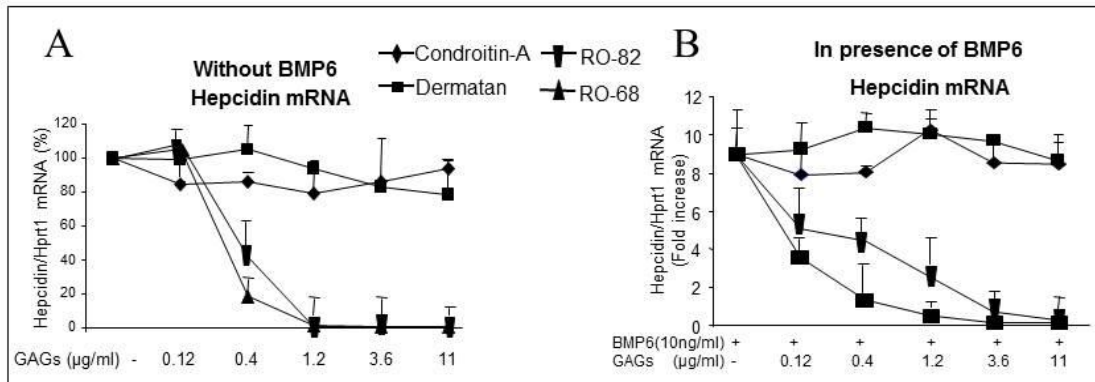 A
Without BMP6
Hepcidin mRNA
Condroitin-A
Dermatan
RO-82
RO-68
Hepcidin/Hprt1 mRNA (%)
120
100
80
60
40
20
0
GAGs (µg/ml) - 0.12 0.4 1.2 3.6 11
B
In presence of BMP6
Hepcidin mRNA
Hepcidin/Hprt1 mRNA
(Fold increase)
12
10
8
6
4
2
0
BMP6(10ng/ml) + + + + + +
GAGs (µg/ml) - 0.12 0.4 1.2 3.6 11